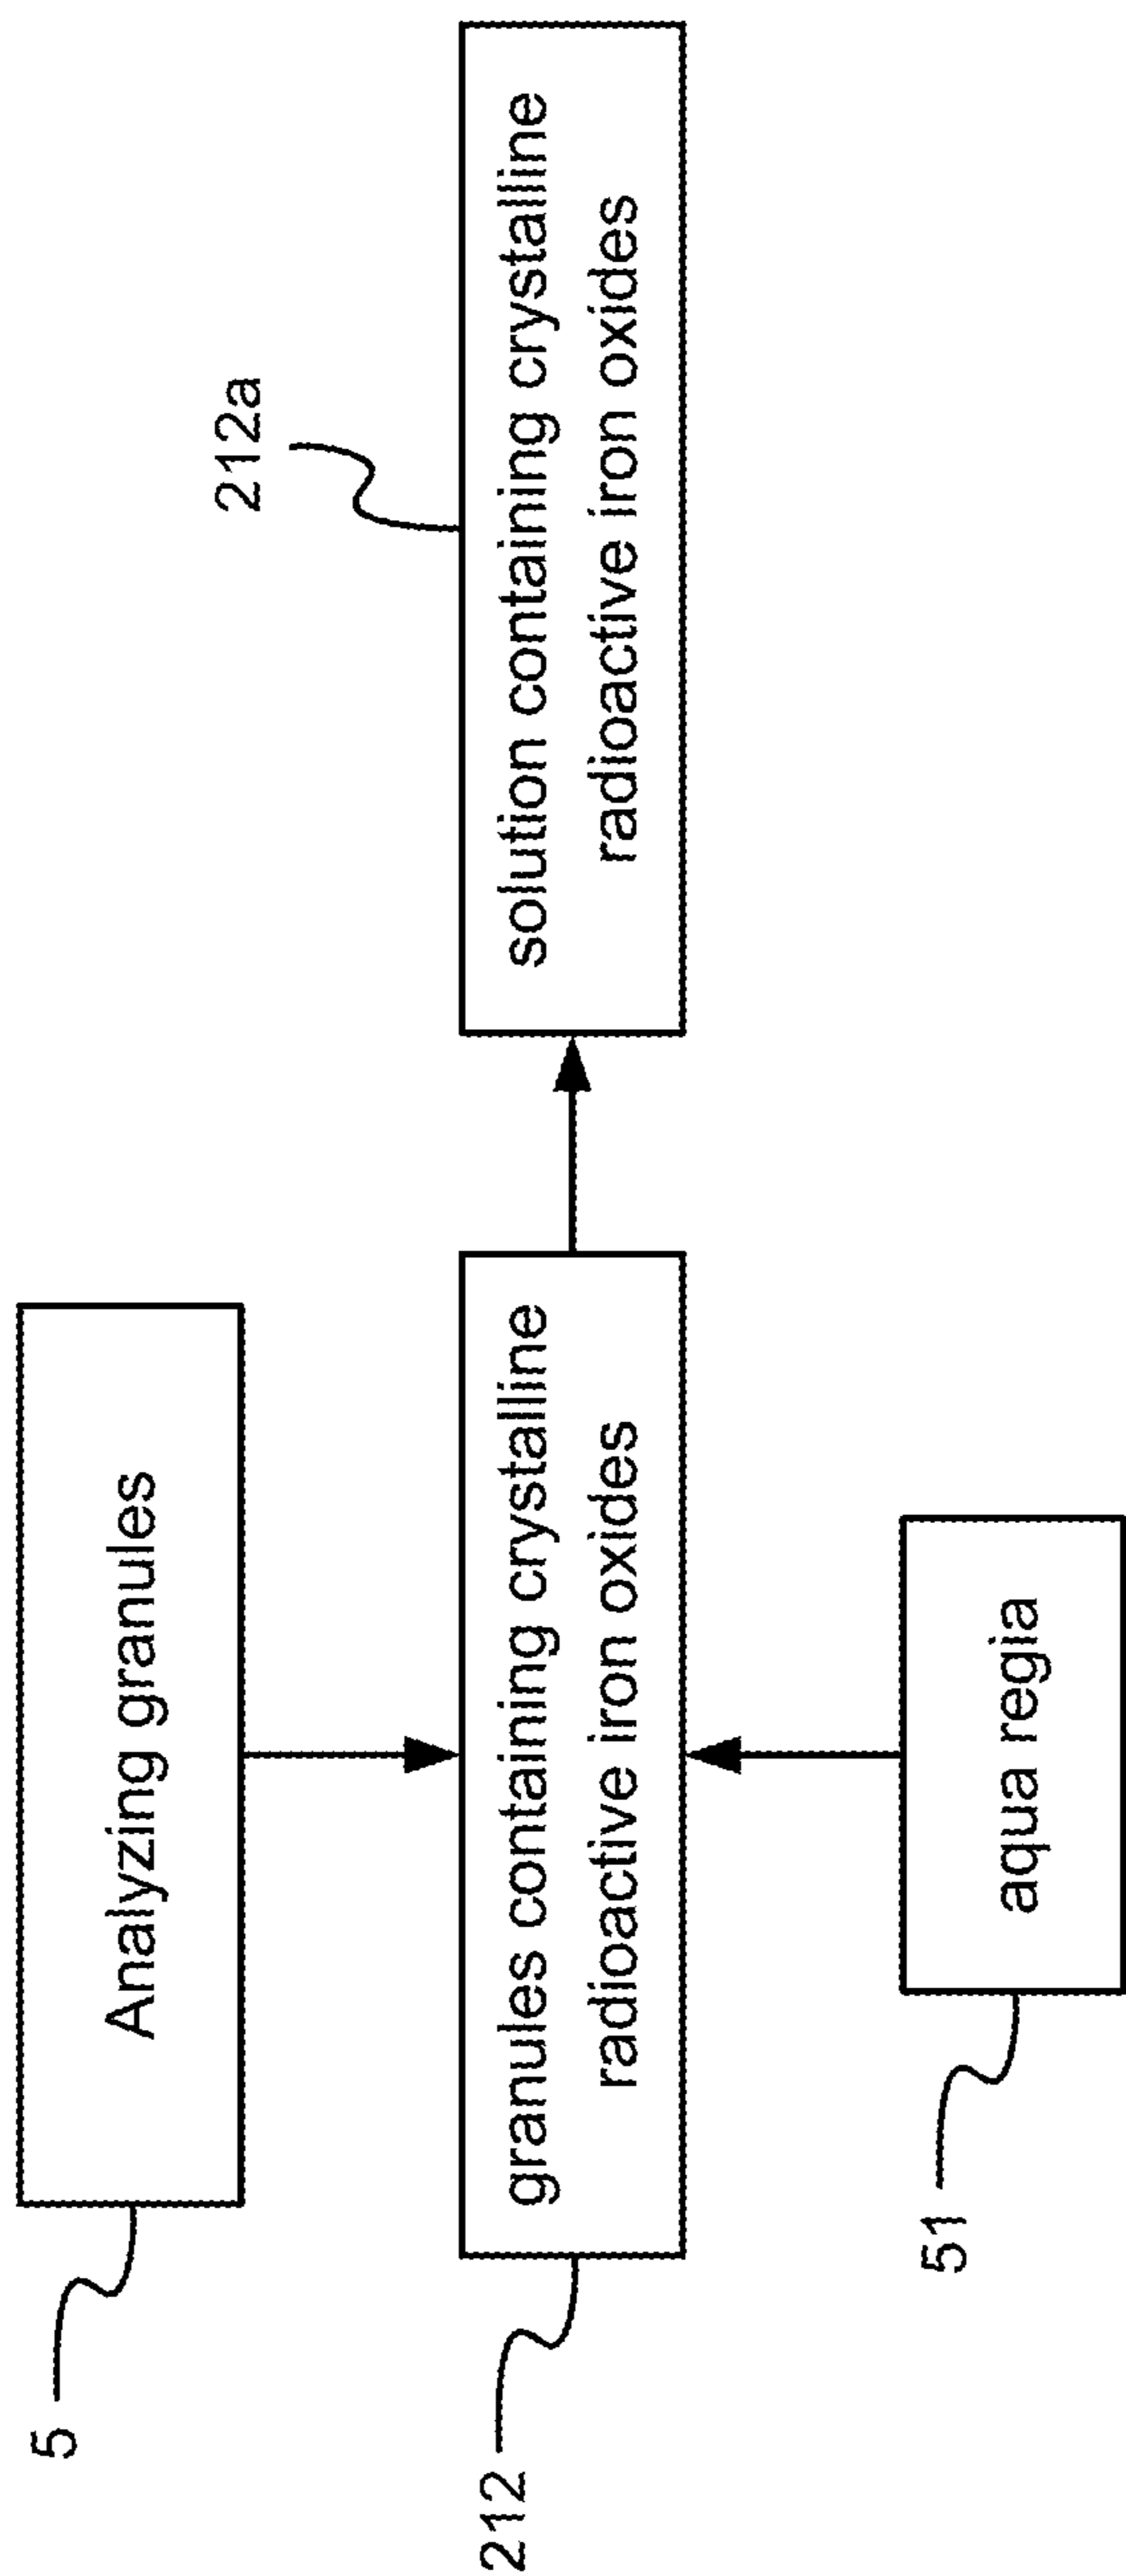 5
Analyzing granules
212
granules containing crystalline
radioactive iron oxides
212a
solution containing crystalline
radioactive iron oxides
51
aqua regia